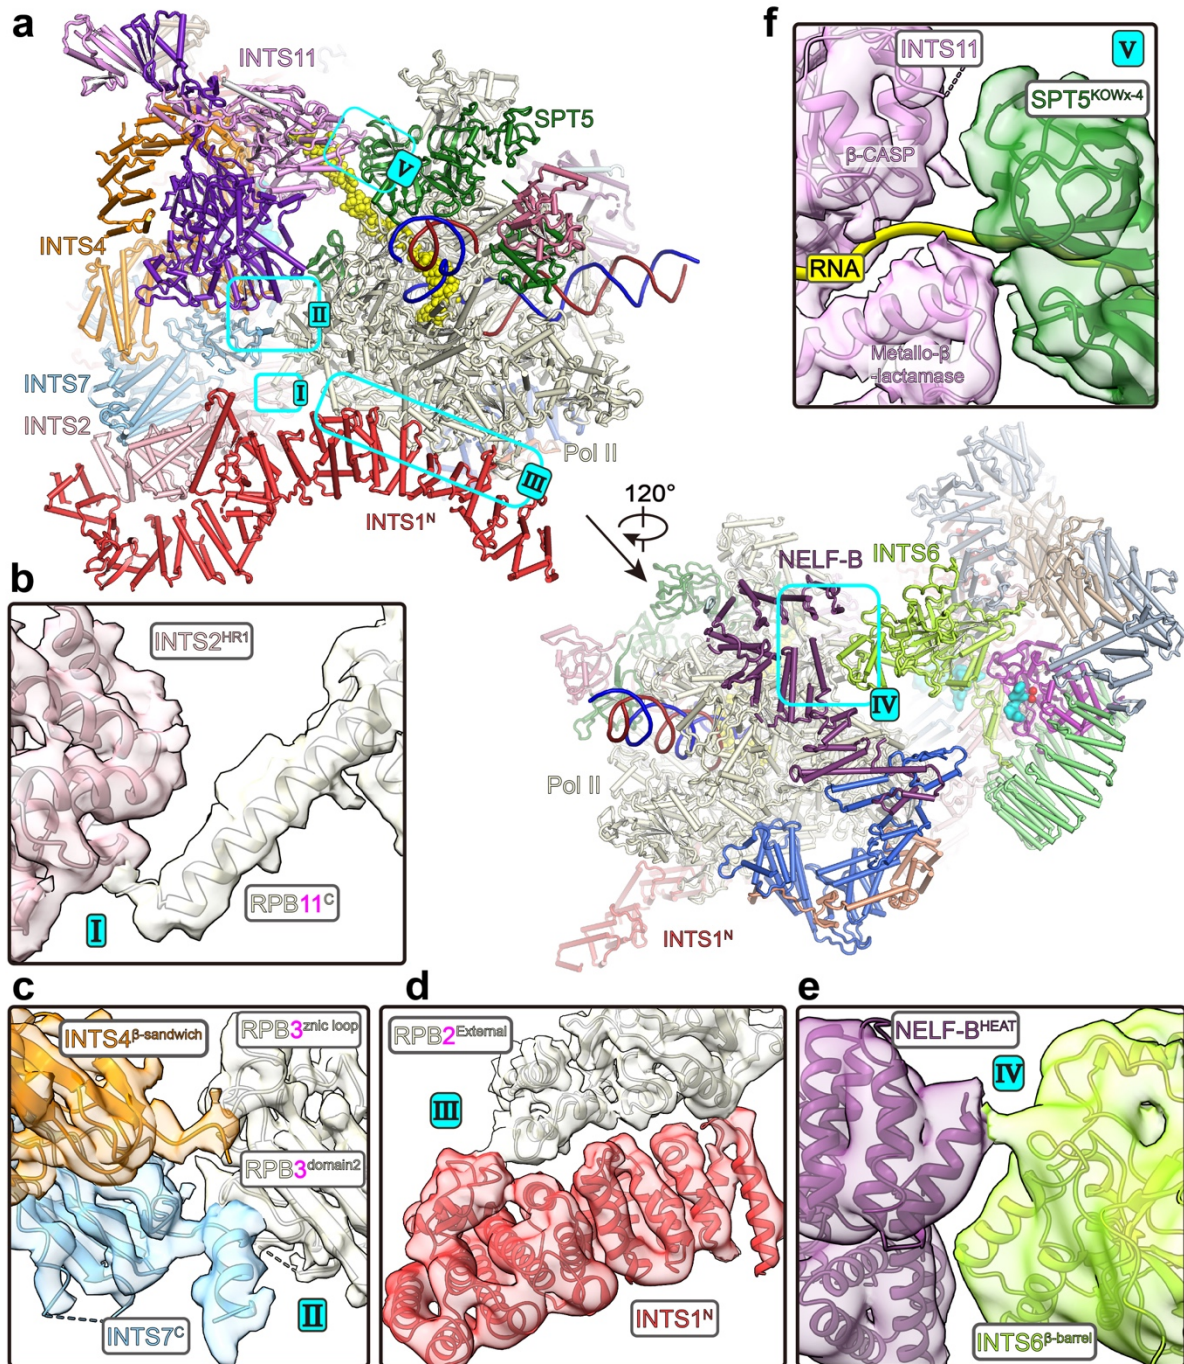 a
INTS11
SPT5
V
INTS4
II
INTS7
I
INTS2
Pol II
III
INTS1ᴺ
120°
f
INTS11
V
SPT5ᴷᴼᵂˣ⁻⁴
β-CASP
RNA
Metallo-β
-lactamase
NELF-B
INTS6
IV
Pol II
INTS1ᴺ
b
INTS2ᴴᴿ¹
RPB11ᶜ
I
c
INTS4β-sandwich
RPB3znic loop
RPB3domain2
INTS7ᶜ
II
d
RPB2External
III
INTS1ᴺ
e
NELF-Bᴴᴱᴬᵀ
IV
INTS6β-barrel